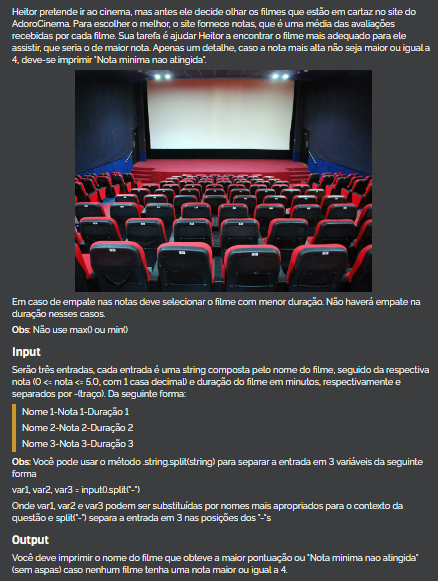 Heitor pretende ir ao cinema, mas antes ele decide olhar os filmes que estão em cartaz no site do
AdoroCinema. Para escolher o melhor, o site fornece notas, que é uma média das avaliações
recebidas por cada filme. Sua tarefa é ajudar Heitor a encontrar o filme mais adequado para ele
assistir, que seria o de maior nota. Apenas um detalhe, caso a nota mais alta não seja maior ou igual a
4, deve-se imprimir "Nota minima nao atingida".
Em caso de empate nas notas deve selecionar o filme com menor duração. Não haverá empate na
duração nesses casos.
Obs: Não use max() ou min()
Input
Serão três entradas, cada entrada é uma string composta pelo nome do filme, seguido da respectiva
nota (0 <= nota <= 5.0, com 1 casa decimal) e duração do filme em minutos, respectivamente e
separados por -(traço). Da seguinte forma:
Nome 1-Nota 1-Duração 1
Nome 2-Nota 2-Duração 2
Nome 3-Nota 3-Duração 3
Obs: Você pode usar o método .string.split(string) para separar a entrada em 3 variáveis da seguinte
forma
var1, var2, var3 = input().split("-")
Onde var1, var2 e var3 podem ser substituídas por nomes mais apropriados para o contexto da
questão e split("-") separa a entrada em 3 nas posições dos "-"s
Output
Você deve imprimir o nome do filme que obteve a maior pontuação ou "Nota minima nao atingida"
(sem aspas) caso nenhum filme tenha uma nota maior ou igual a 4.